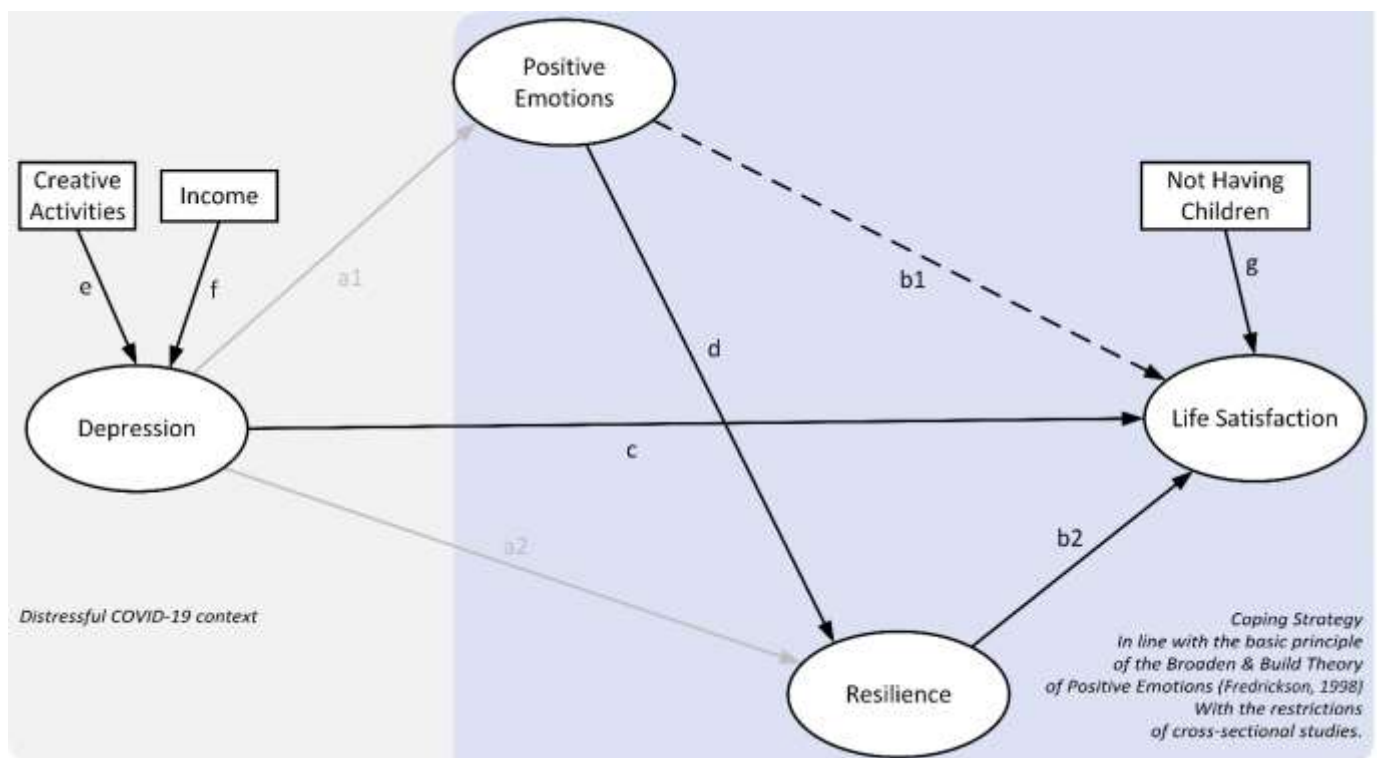 Positive
Emotions
Creative
Activities
Income
Not Having
Children
e
f
a1
b1
g
d
Depression
c
Life Satisfaction
a2
b2
Distressful COVID-19 context
Resilience
Coping Strategy
In line with the basic principle
of the Broaden & Build Theory
of Positive Emotions (Fredrickson, 1998)
With the restrictions
of cross-sectional studies.